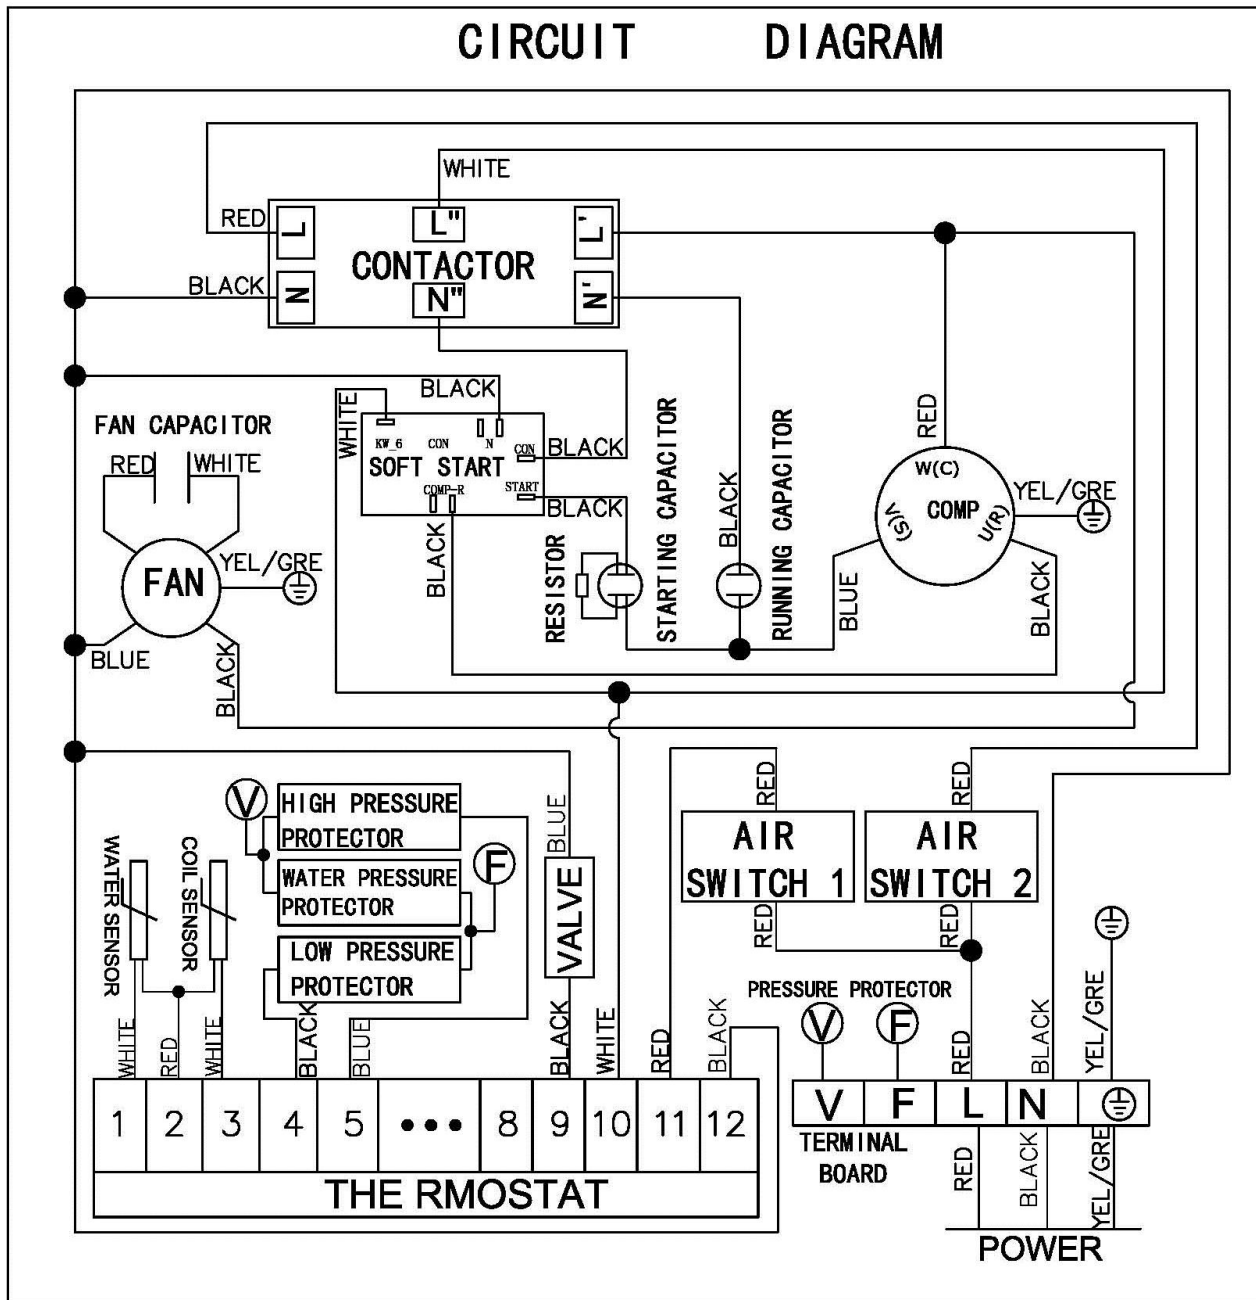 CIRCUIT DIAGRAM
WHITE
RED
L
L"
L'
CONTACTOR
BLACK
N
N"
N'
BLACK
WHITE
FAN CAPACITOR
RED
WHITE
KW_6
CON
N
CON
BLACK
SOFT START
COMP-R
START
BLACK
BLACK
RESISTOR
STARTING CAPACITOR
BLACK
RUNNING CAPACITOR
RED
W(C)
V(S)
COMP
U(R)
YEL/GRE
BLUE
BLACK
FAN
YEL/GRE
BLUE
BLACK
V
HIGH PRESSURE
PROTECTOR
WATER PRESSURE
PROTECTOR
LOW PRESSURE
PROTECTOR
F
WATER SENSOR
COIL SENSOR
BLUE
VALVE
RED
RED
AIR
SWITCH 1
AIR
SWITCH 2
RED
RED
PRESSURE PROTECTOR
V
F
WHITE
RED
WHITE
BLACK
BLUE
BLACK
WHITE
RED
BLACK
RED
BLACK
YEL/GRE
1 2 3 4 5 ••• 8 9 10 11 12
THE RMOSTAT
V F L N
TERMINAL
BOARD
RED
BLACK
YEL/GRE
POWER